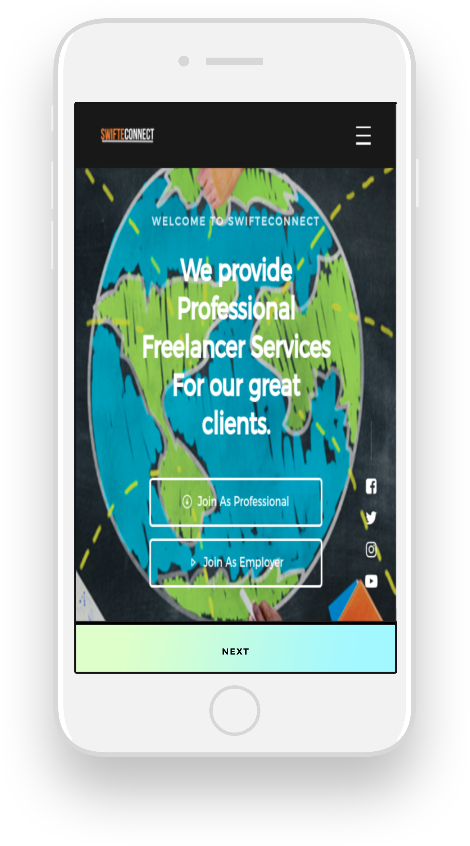 SWIFTECONNECT
WELCOME TO SWIFTECONNECT
We provide
Professional
Freelancer Services
For our great
clients.
Join As Professional
Join As Employer
NEXT